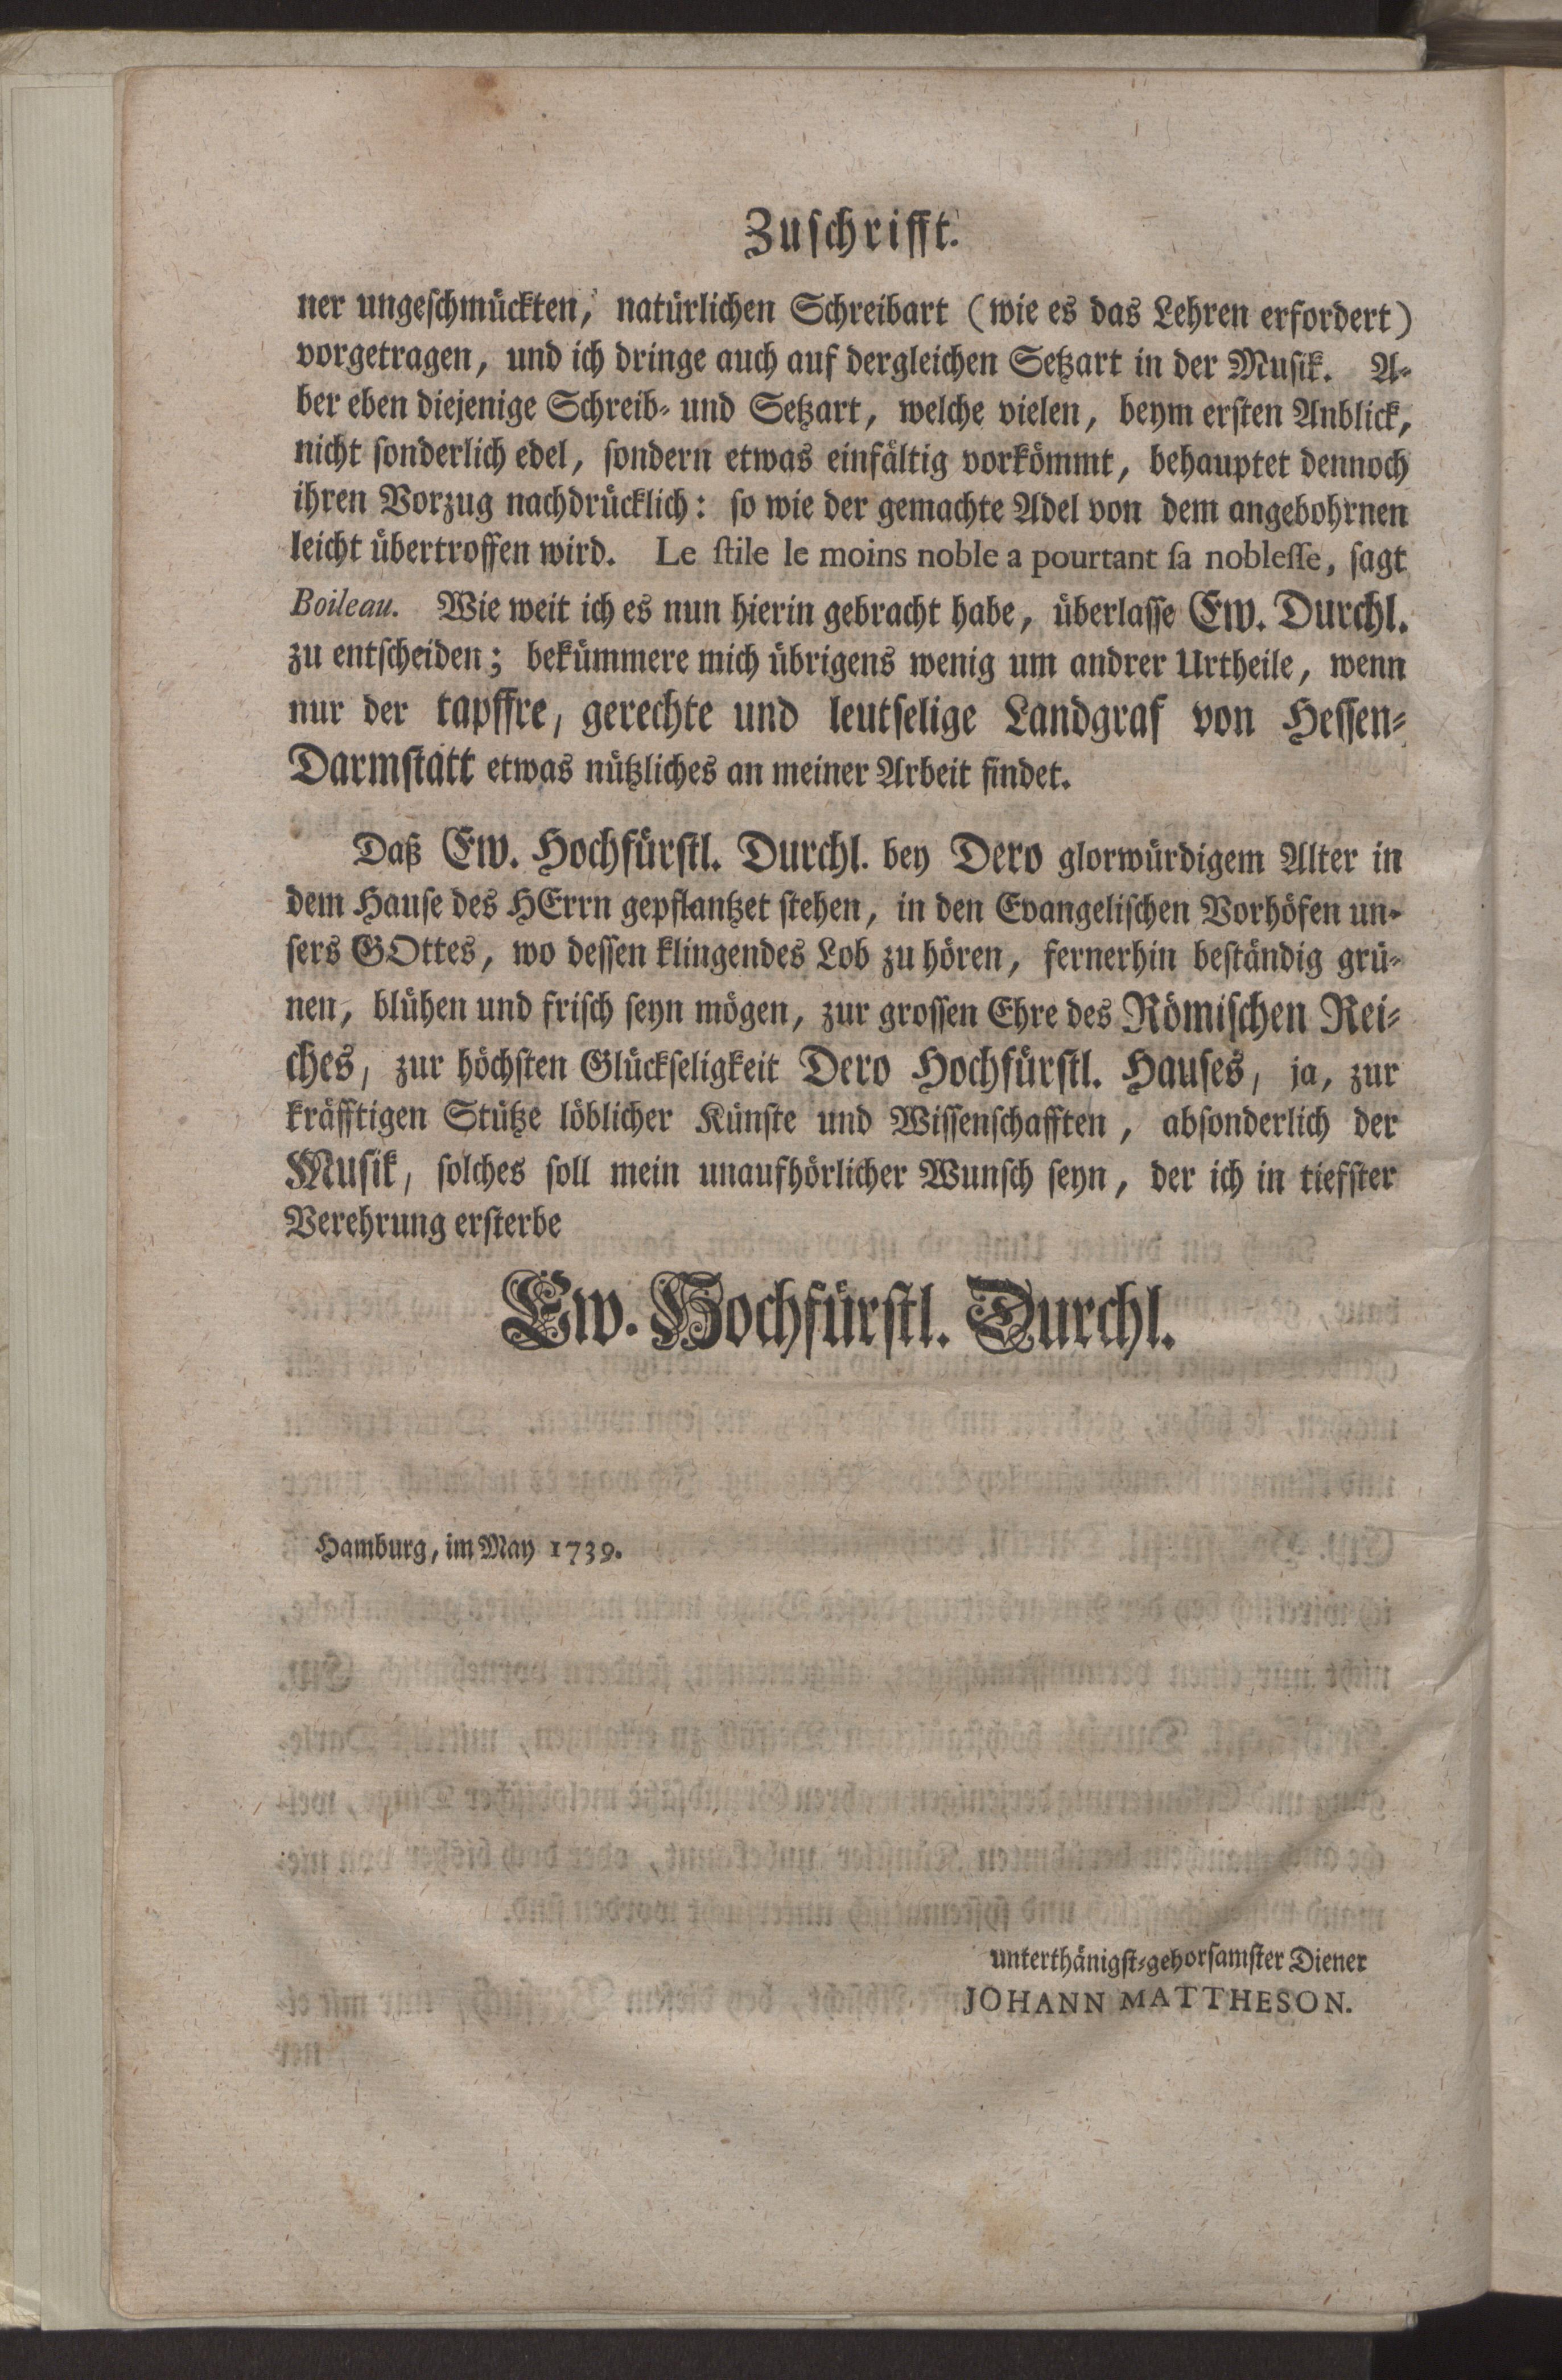 Zuschrifft.
ner ungeschmückten, natürlichen Schreibart (wie es das Lehren erfordert)
vorgetragen, und ich dringe auch auf dergleichen Setzart in der Musik. A-
ber eben diejenige Schreib- und Setzart, welche vielen, beym ersten Anblick,
nicht sonderlich edel, sondern etwas einfältig vorkömmt, behauptet dennoch
ihren Vorzug nachdrücklich: so wie der gemachte Adel von dem angebohrnen
leicht übertroffen wird. Le stile le moins noble a pourtant sa noblesse, sagt
Boileau. Wie weit ich es nun hierin gebracht habe, überlasse Ew. Durchl.
zu entscheiden; bekümmere mich übrigens wenig um andrer Urtheile, wenn
nur der tapffre, gerechte und leutselige Landgraf von Hessen-
Darmstätt etwas nützliches an meiner Arbeit findet.
Daß Ew. Hochfürstl. Durchl. bey Dero glorwürdigem Alter in
dem Hause des HErrn gepflantzet stehen, in den Evangelischen Vorhöfen un-
sers GOttes, wo dessen klingendes Lob zu hören, fernerhin beständig grü-
nen, blühen und frisch seyn mögen, zur grossen Ehre des Römischen Rei-
ches, zur höchsten Glückseligkeit Dero Hochfürstl. Hauses, ja, zur
kräfftigen Stütze löblicher Künste und Wissenschafften, absonderlich der
Musik, solches soll mein unaufhörlicher Wunsch seyn, der ich in tiefster
Verehrung ersterbe
Ew. Hochfürstl. Durchl.
Hamburg, im May 1739.
unterthänigst-gehorsamster Diener
JOHANN MATTHESON.